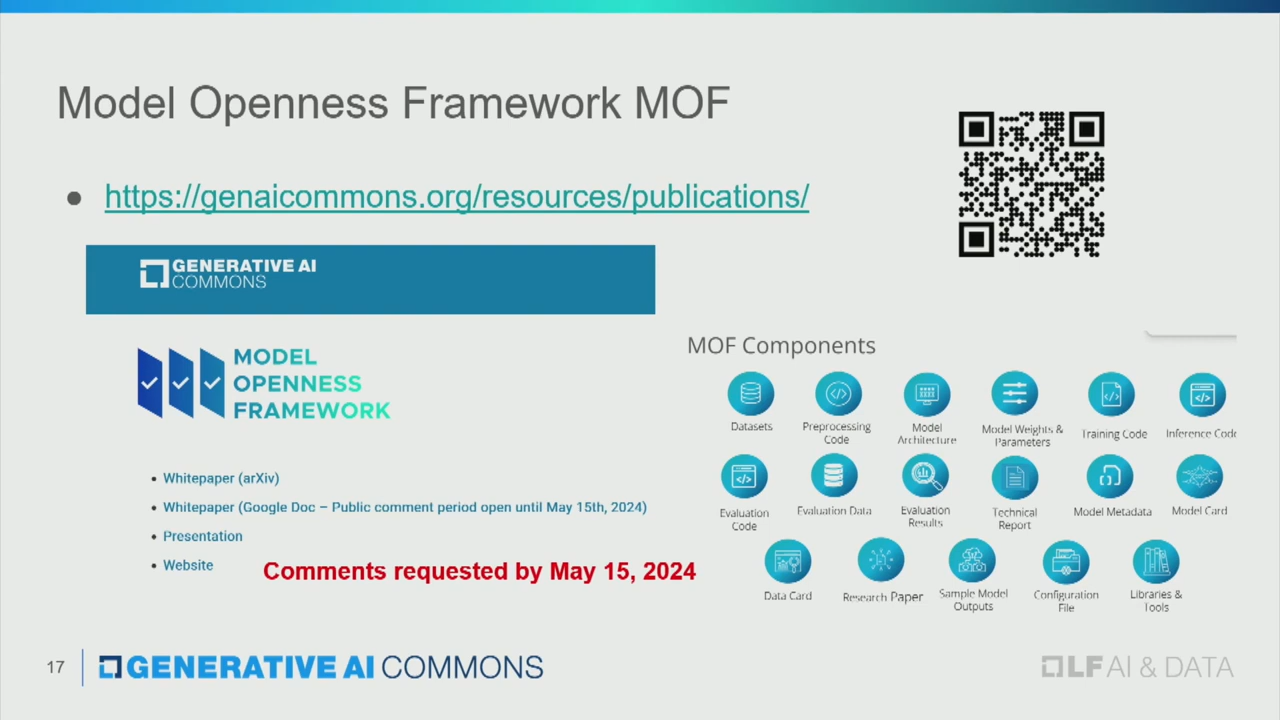 Model Openness Framework MOF
• https://genaicommons.org/resources/publications/
GENERATIVE AI
COMMONS
MODEL
OPENNESS
FRAMEWORK
• Whitepaper (arXiv)
• Whitepaper (Google Doc – Public comment period open until May 15th, 2024)
• Presentation
• Website
Comments requested by May 15, 2024
MOF Components
Datasets
Preprocessing
Code
Model
Architecture
Model Weights &
Parameters
Training Code
Inference Code
Evaluation
Code
Evaluation Data
Evaluation
Results
Technical
Report
Model Metadata
Model Card
Data Card
Research Paper
Sample Model
Outputs
Configuration
File
Libraries &
Tools
17
GENERATIVE AI COMMONS
LF AI & DATA